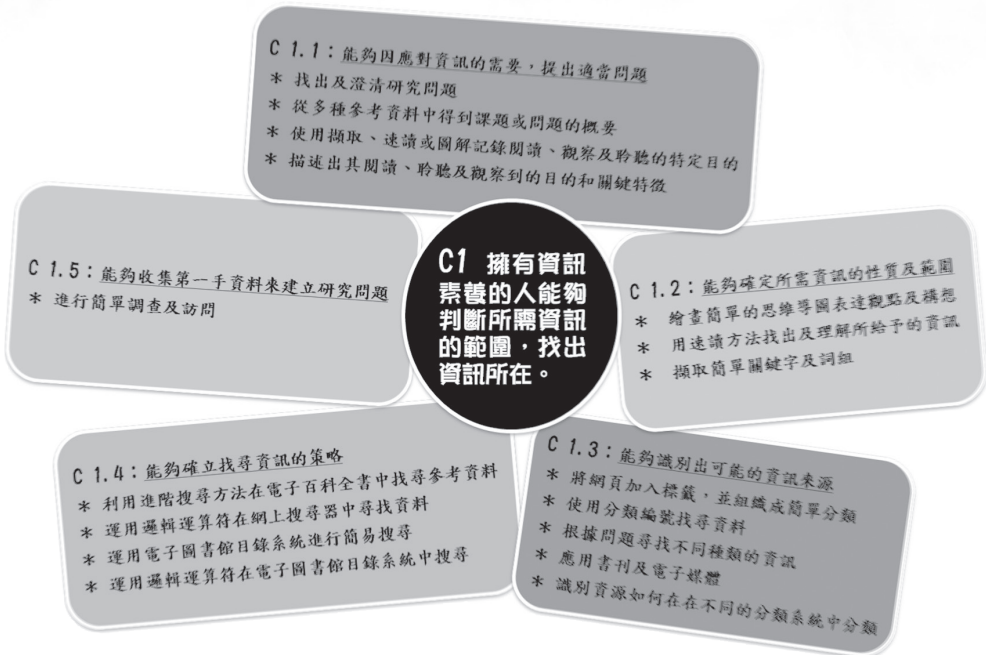 C 1.1：能夠因應對資訊的需要，提出適當問題
* 找出及澄清研究問題
* 從多種參考資料中得到課題或問題的概要
* 使用擷取、速讀或圖解記錄閱讀、觀察及聆聽的特定目的
* 描述出其閱讀、聆聽及觀察到的目的和關鍵特徵
C1 擁有資訊
素養的人能夠
判斷所需資訊
的範圍，找出
資訊所在。
C 1.2：能夠確定所需資訊的性質及範圍
* 繪畫簡單的思維導圖表達觀點及構想
* 用速讀方法找出及理解所給予的資訊
* 擷取簡單關鍵字及詞組
C 1.3：能夠識別出可能的資訊來源
* 將網頁加入標籤，並組織成簡單分類
* 使用分類編號找尋資料
* 根據問題尋找不同種類的資訊
* 應用書刊及電子媒體
* 識別資源如何在在不同的分類系統中分類
C 1.4：能夠確立找尋資訊的策略
* 利用進階搜尋方法在電子百科全書中找尋參考資料
* 運用邏輯運算符在網上搜尋器中尋找資料
* 運用電子圖書館目錄系統進行簡易搜尋
* 運用邏輯運算符在電子圖書館目錄系統中搜尋
C 1.5：能夠收集第一手資料來建立研究問題
* 進行簡單調查及訪問